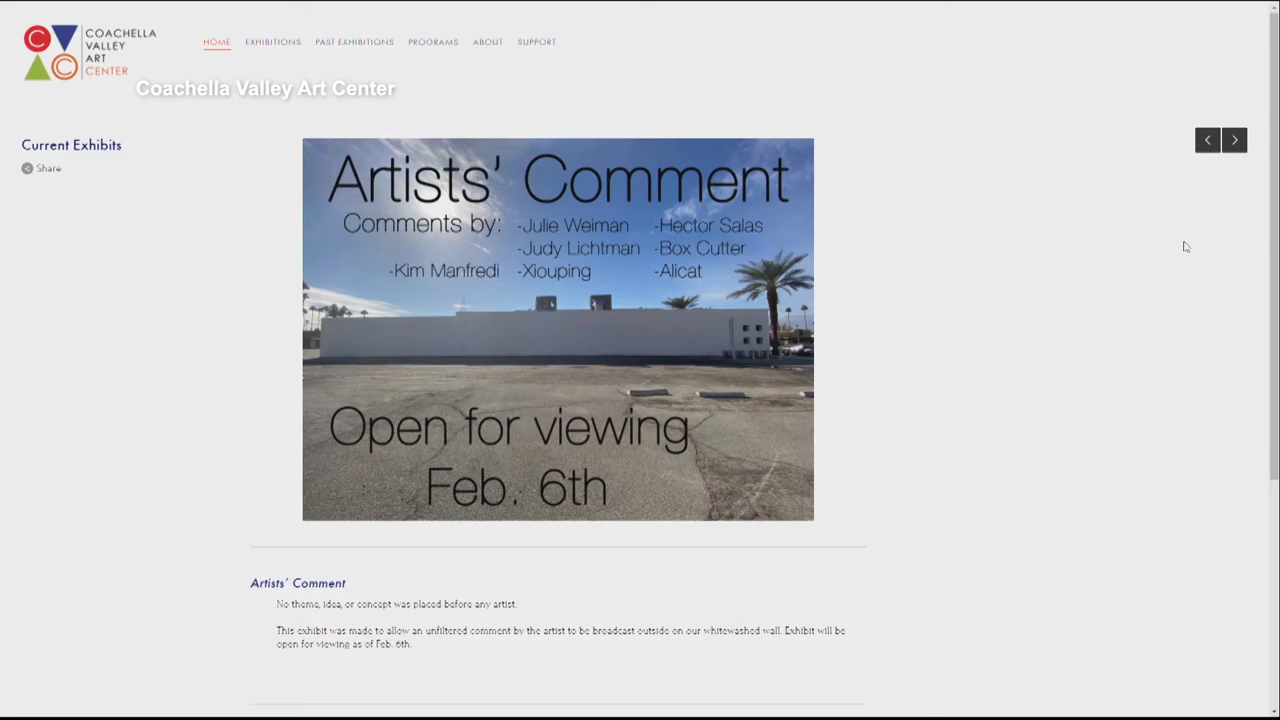 COACHELLA
VALLEY
ART
CENTER
HOME EXHIBITIONS PAST EXHIBITIONS PROGRAMS ABOUT SUPPORT
Coachella Valley Art Center
Current Exhibits
Share
Artists' Comment
Comments by: -Julie Weiman -Hector Salas
-Judy Lichtman -Box Cutter
-Kim Manfredi -Xiouping -Alicat
Open for viewing
Feb. 6th
Artists' Comment
No theme, idea, or concept was placed before any artist.
This exhibit was made to allow an unfiltered comment by the artist to be broadcast outside on our whitewashed wall. Exhibit will be
open for viewing as of Feb. 6th.